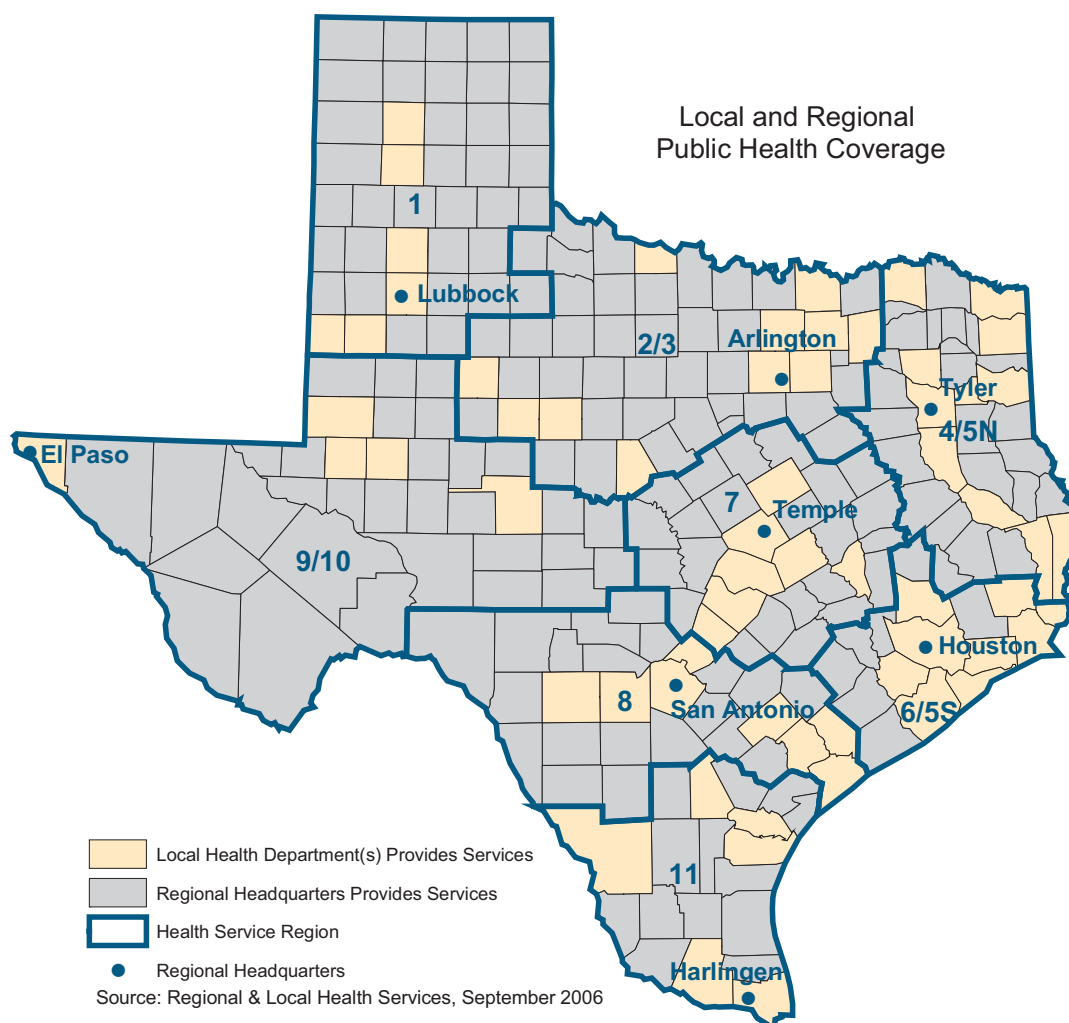 Local and Regional
Public Health Coverage
1
Lubbock
2/3
Arlington
Tyler
4/5N
El Paso
7
Temple
9/10
Houston
8
San Antonio
6/5S
11
Harlingen
Local Health Department(s) Provides Services
Regional Headquarters Provides Services
Health Service Region
Regional Headquarters
Source: Regional & Local Health Services, September 2006